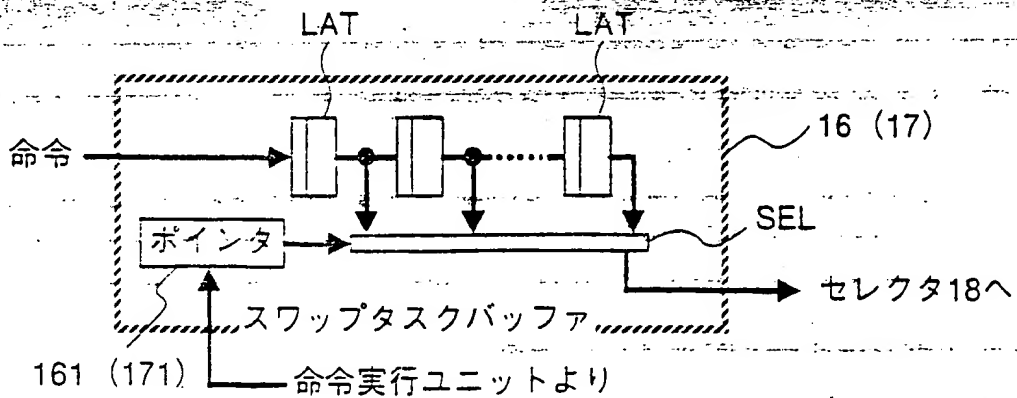 LAT LAT
16 (17)
命令
SEL
ポインタ
セレクタ18へ
スワップタスクバッファ
161 (171)
命令実行ユニットより